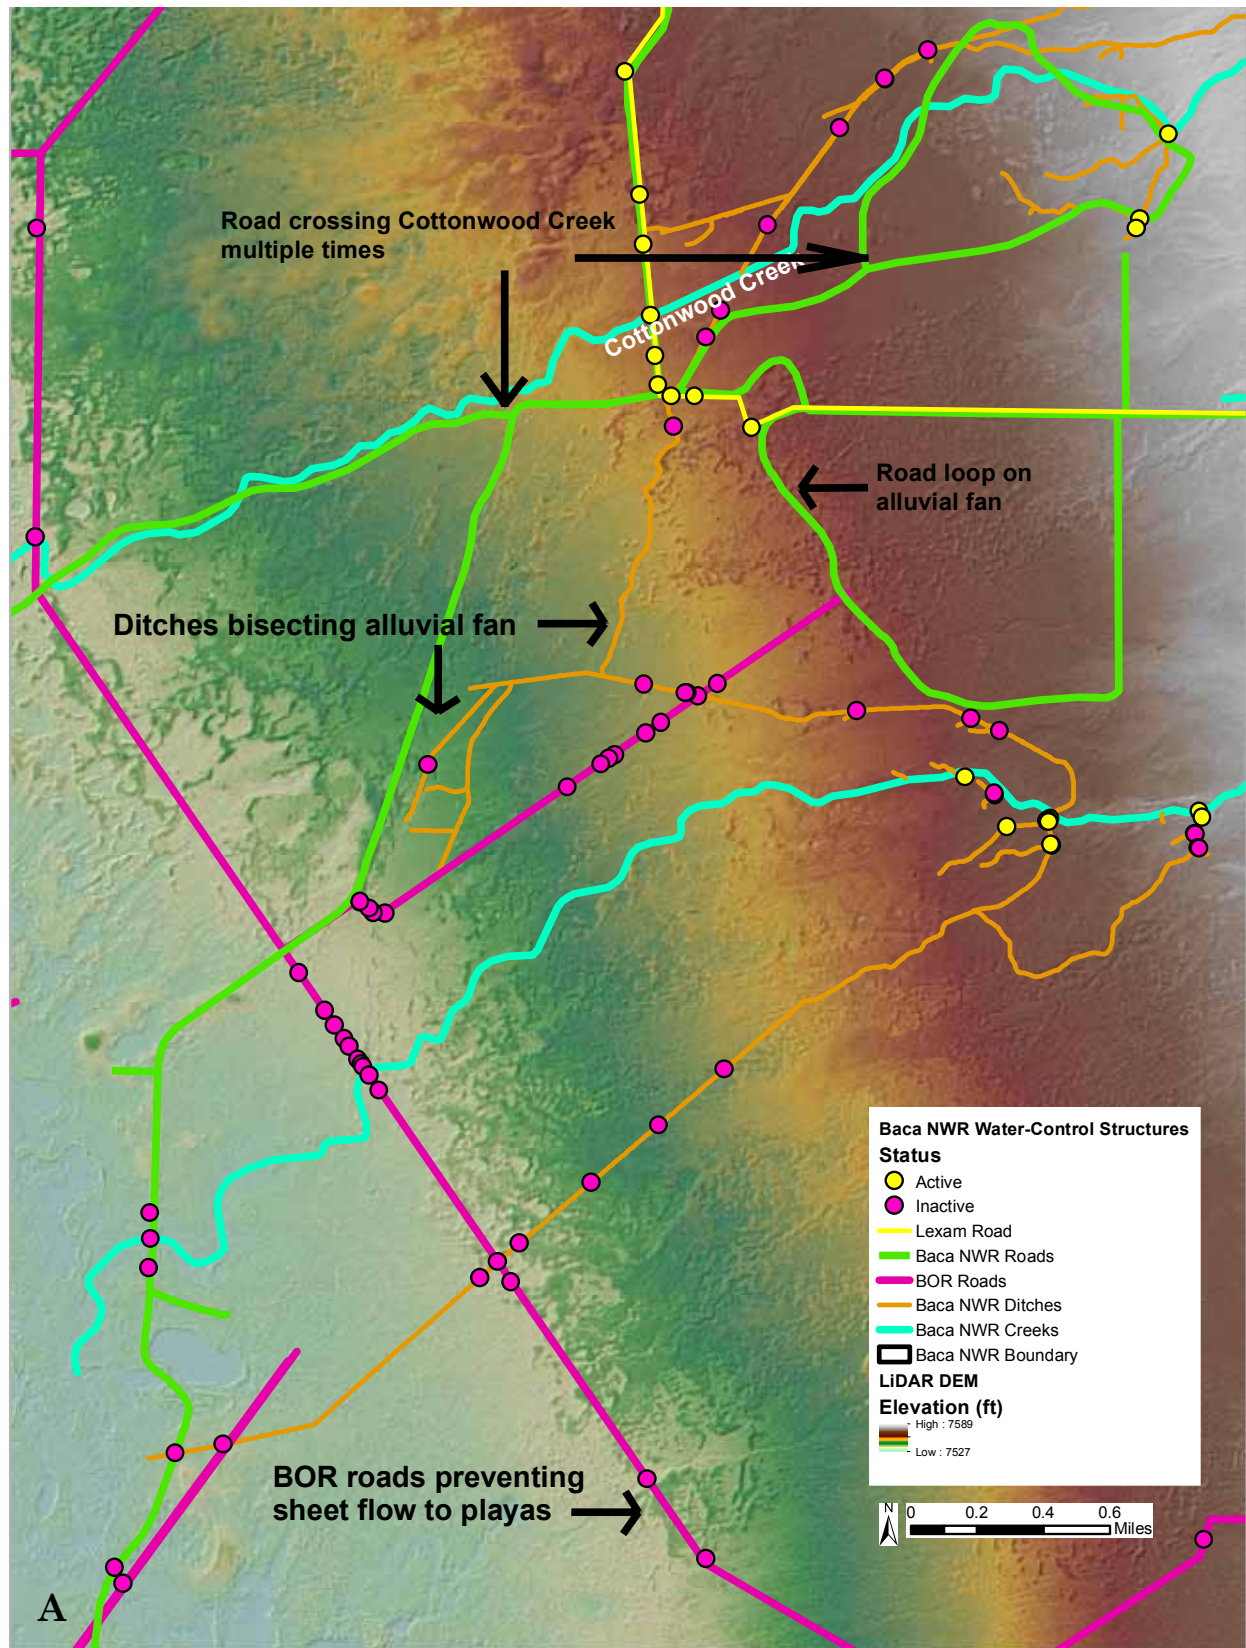 Road crossing Cottonwood Creek
multiple times
Cottonwood Creek
Road loop on
alluvial fan
Ditches bisecting alluvial fan
BOR roads preventing
sheet flow to playas
Baca NWR Water-Control Structures
Status
Active
Inactive
Lexam Road
Baca NWR Roads
BOR Roads
Baca NWR Ditches
Baca NWR Creeks
Baca NWR Boundary
LiDAR DEM
Elevation (ft)
High : 7589
Low : 7527
N
0 0.2 0.4 0.6
Miles
A